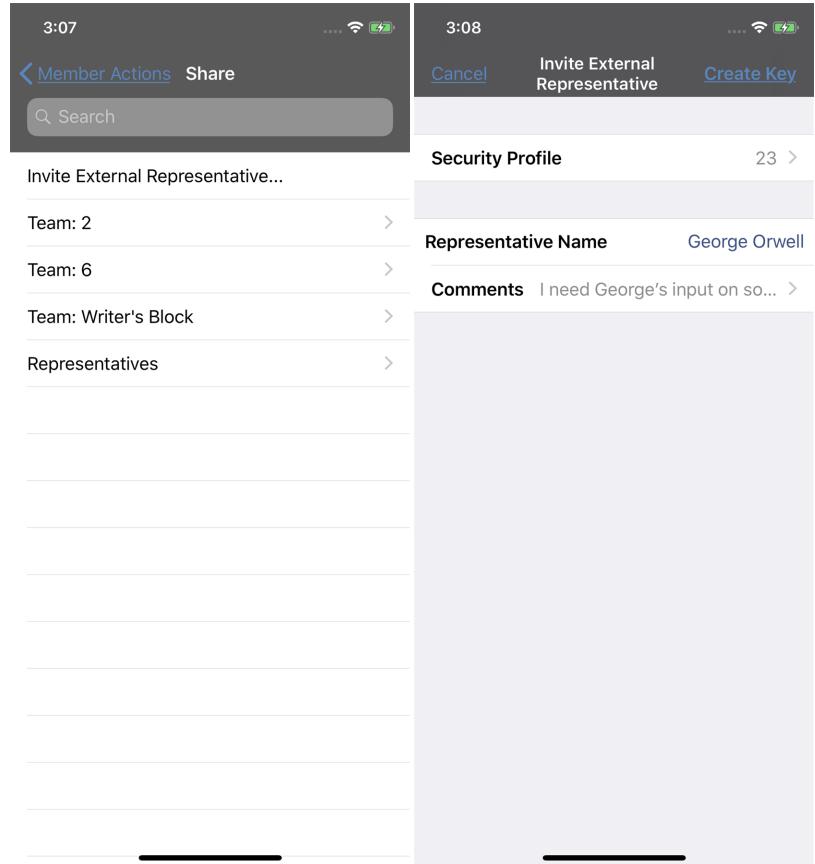 3:07
Member Actions Share
Search
Invite External Representative...
Team: 2
Team: 6
Team: Writer's Block
Representatives
3:08
Cancel
Invite External
Representative
Create Key
Security Profile 23
Representative Name George Orwell
Comments I need George’s input on so...